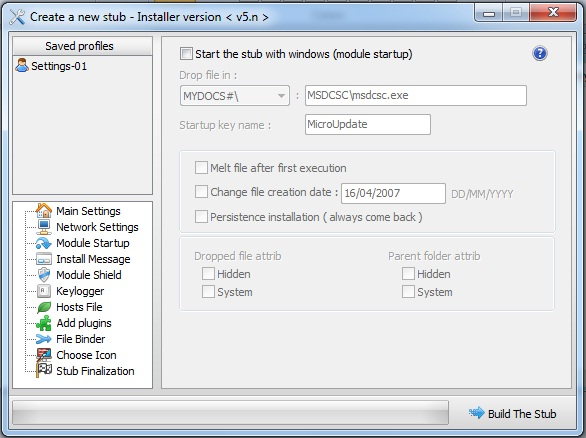 Create a new stub - Installer version < v5.n >
Saved profiles
Settings-01
Main Settings
Network Settings
Module Startup
Install Message
Module Shield
Keylogger
Hosts File
Add plugins
File Binder
Choose Icon
Stub Finalization
Start the stub with windows (module startup)
Drop file in :
MYDOCS#\ : MSDCSC\msdcsc.exe
Startup key name : MicroUpdate
Melt file after first execution
Change file creation date : 16/04/2007 DD/MM/YYYY
Persistence installation ( always come back )
Dropped file attrib
Hidden
System
Parent folder attrib
Hidden
System
Build The Stub